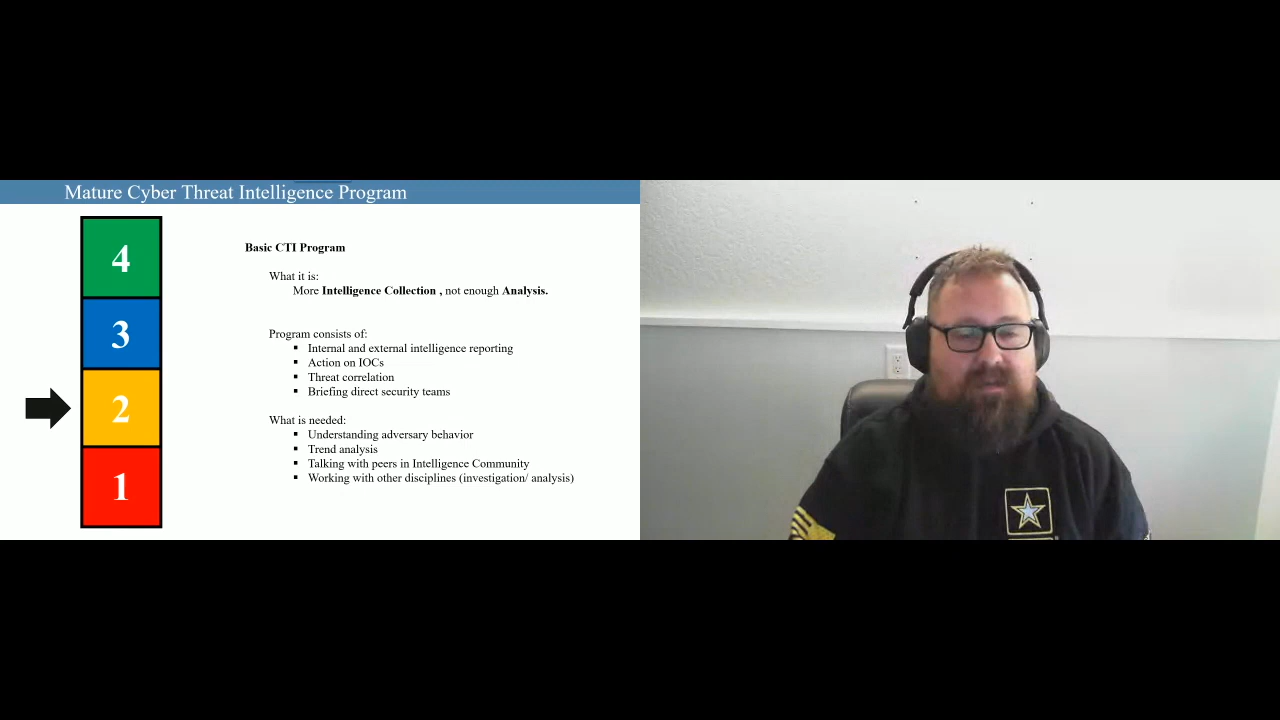 Mature Cyber Threat Intelligence Program
4
3
2
1
Basic CTI Program
What it is:
More Intelligence Collection , not enough Analysis.
Program consists of:
Internal and external intelligence reporting
Action on IOCs
Threat correlation
Briefing direct security teams
What is needed:
Understanding adversary behavior
Trend analysis
Talking with peers in Intelligence Community
Working with other disciplines (investigation/ analysis)